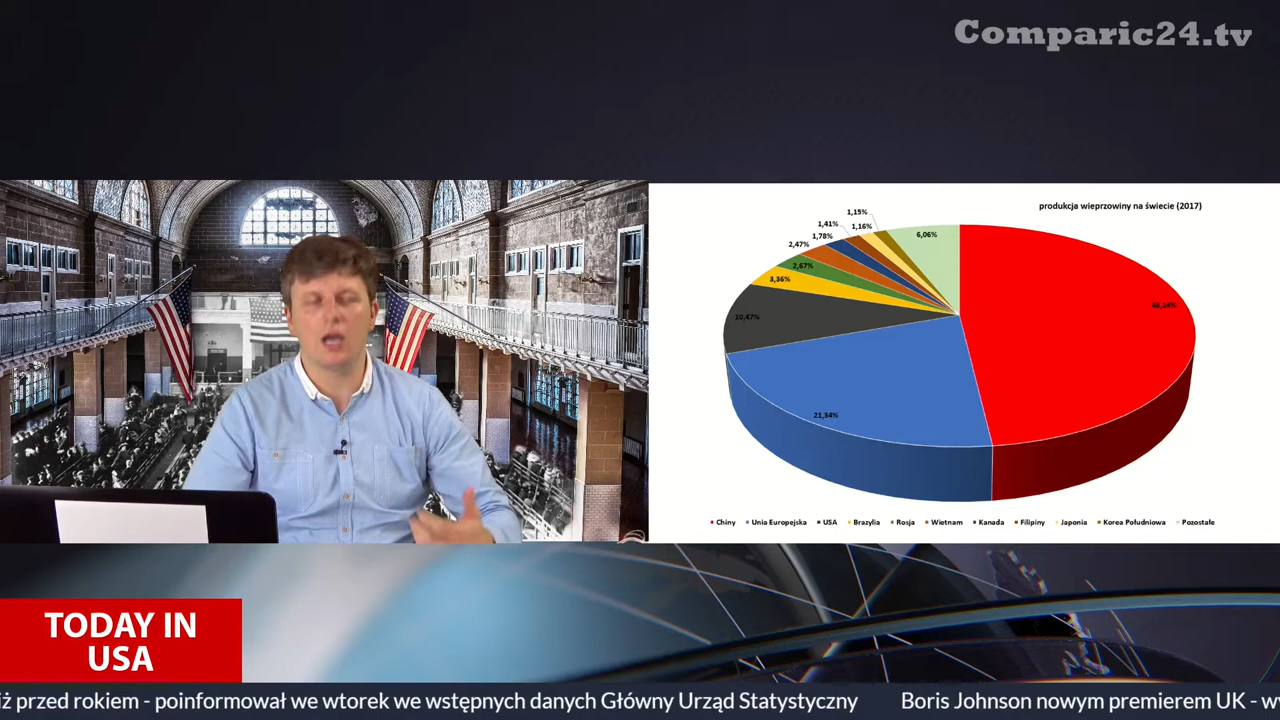 Comparic24.tv
produkcja wieprzowiny na świecie (2017)
1,15%
1,41%
1,16%
1,78%
6,06%
2,47%
2,67%
3,36%
10,47%
48,14%
21,34%
Chiny Unia Europejska USA Brazylia Rosja Wietnam Kanada Filipiny Japonia Korea Południowa Pozostałe
TODAY IN
USA
iż przed rokiem - poinformował we wtorek we wstępnych danych Główny Urząd Statystyczny Boris Johnson nowym premierem UK - w